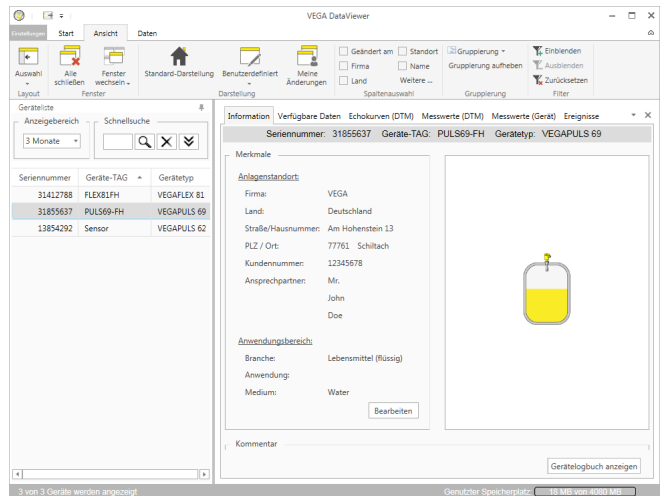 VEGA DataViewer
Einstellungen Start Ansicht Daten
Auswahl
Alle schließen
Fenster wechseln
Standard-Darstellung
Benutzerdefiniert
Meine Änderungen
Geändert am Standort
Firma Name
Land Weitere ...
Gruppierung
Gruppierung aufheben
Einblenden
Ausblenden
Zurücksetzen
Layout Fenster Darstellung Spaltenauswahl Gruppierung Filter
Geräteliste
Anzeigebereich Schnellsuche
3 Monate
Seriennummer Geräte-TAG Gerätetyp
31412788 FLEX81FH VEGAFLEX 81
31855637 PULS69-FH VEGAPULS 69
13854292 Sensor VEGAPULS 62
Information Verfügbare Daten Echokurven (DTM) Messwerte (DTM) Messwerte (Gerät) Ereignisse
Seriennummer: 31855637 Geräte-TAG: PULS69-FH Gerätetyp: VEGAPULS 69
Merkmale
Anlagenstandort:
Firma: VEGA
Land: Deutschland
Straße/Hausnummer: Am Hohenstein 13
PLZ / Ort: 77761 Schiltach
Kundennummer: 12345678
Ansprechpartner: Mr.
John
Doe
Anwendungsbereich:
Branche: Lebensmittel (flüssig)
Anwendung:
Medium: Water
Bearbeiten
Kommentar
Gerätelogbuch anzeigen
3 von 3 Geräte werden angezeigt
Genutzter Speicherplatz: 16 MB von 4080 MB